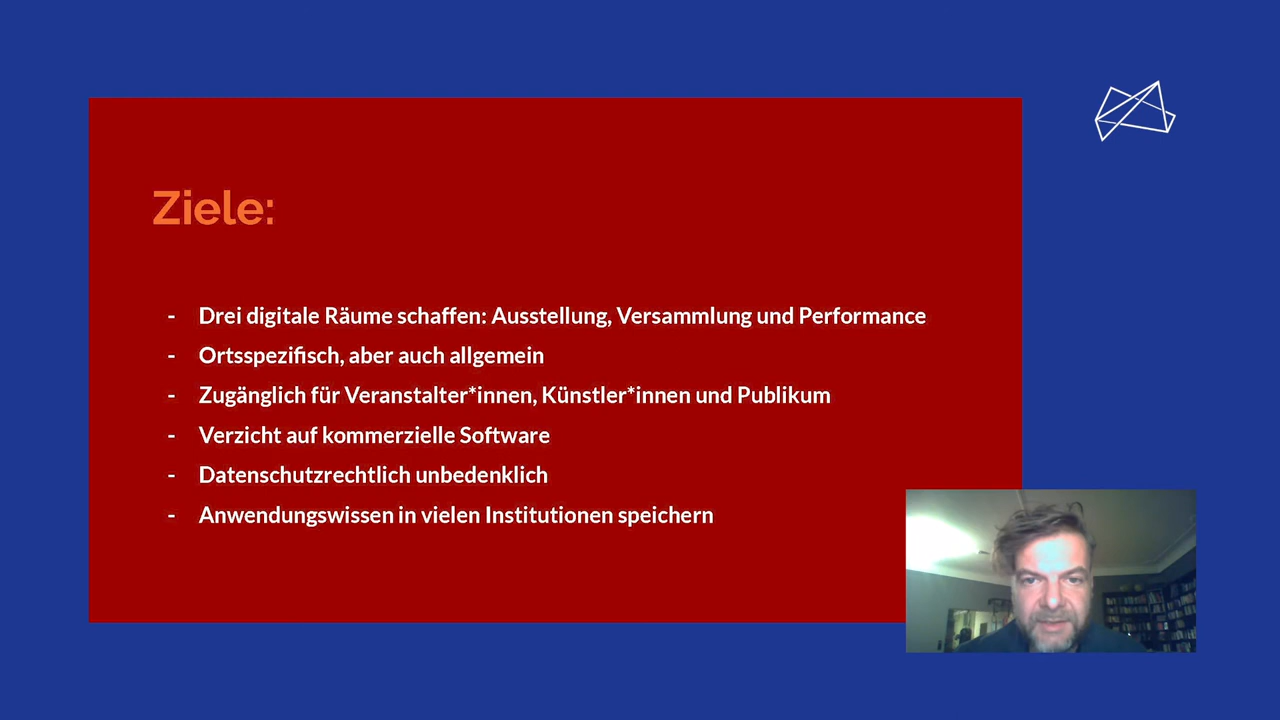 Ziele:
- Drei digitale Räume schaffen: Ausstellung, Versammlung und Performance
- Ortsspezifisch, aber auch allgemein
- Zugänglich für Veranstalter*innen, Künstler*innen und Publikum
- Verzicht auf kommerzielle Software
- Datenschutzrechtlich unbedenklich
- Anwendungswissen in vielen Institutionen speichern